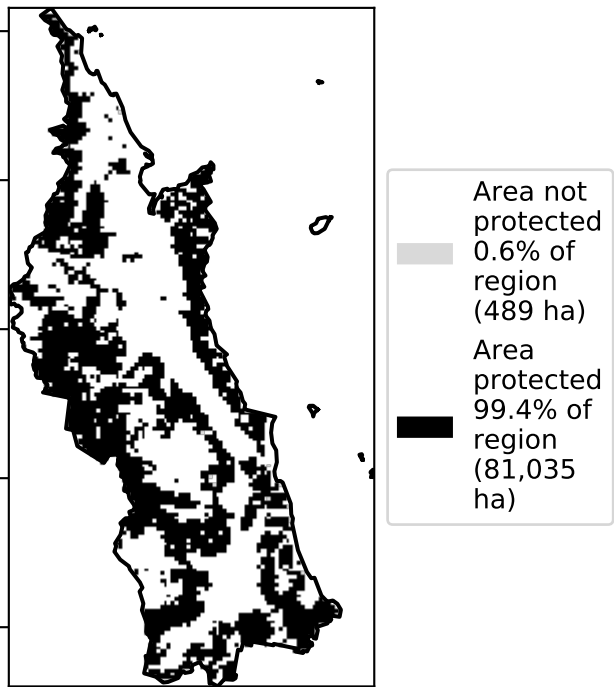 Area not
protected
0.6% of
region
(489 ha)
Area
protected
99.4% of
region
(81,035
ha)